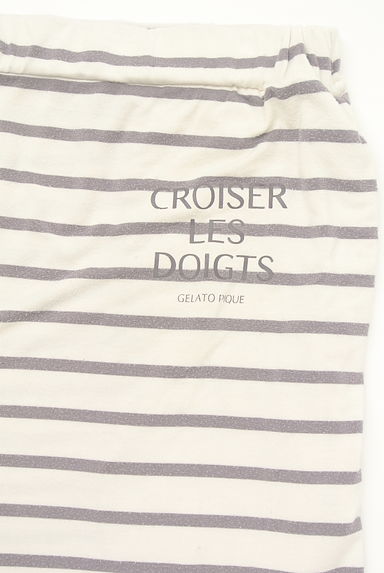 CROISER
LES
DOIGTS
GELATO PIQUE